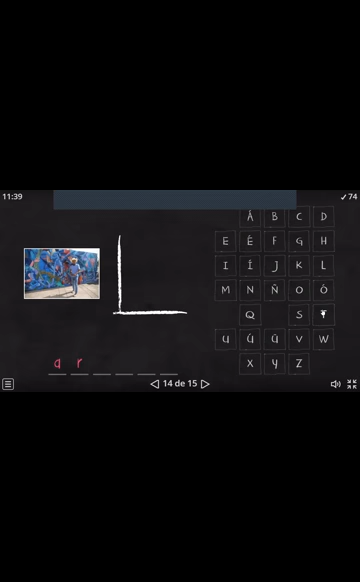 11:39 ✓74
Á B C D
E É F G H
I Í J K L
M N Ñ O Ó
Q S T
U Ú Ü V W
X Y Z
a r
14 de 15